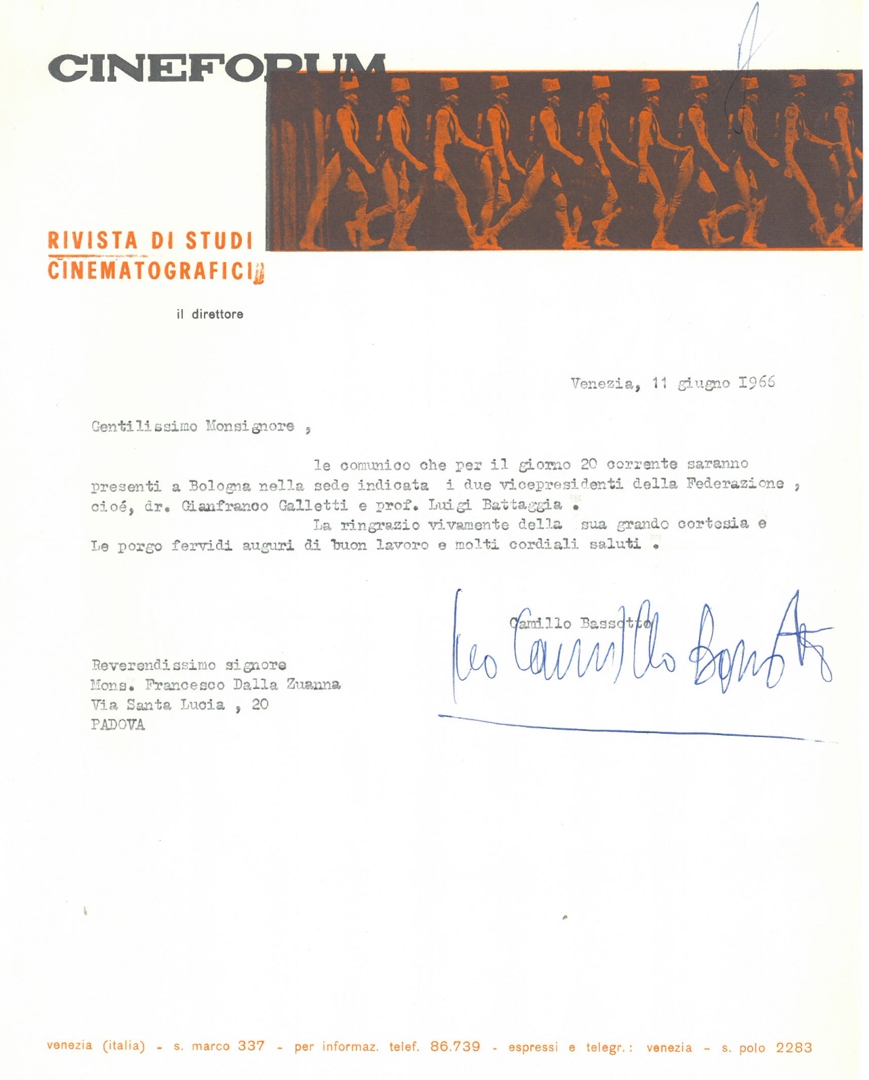 CINEFORUM
RIVISTA DI STUDI
CINEMATOGRAFICI
il direttore
Venezia, 11 giugno I966
Gentilissimo Monsignore ,
le comunico che per il giorno 20 corrente saranno
presenti a Bologna nella sede indicata i due vicepresidenti della Federazione ,
cioé, dr. Gianfranco Galletti e prof. Luigi Battaggia .
La ringrazio vivamente della sua grande cortesia e
Le porgo fervidi auguri di buon lavoro e molti cordiali saluti .
Camillo Bassotto
Camillo Bassotto
Reverendissimo signore
Mons. Francesco Dalla Zuanna
Via Santa Lucia , 20
PADOVA
venezia (italia) - s. marco 337 - per informaz. telef. 86.739 - espressi e telegr.: venezia - s. polo 2283